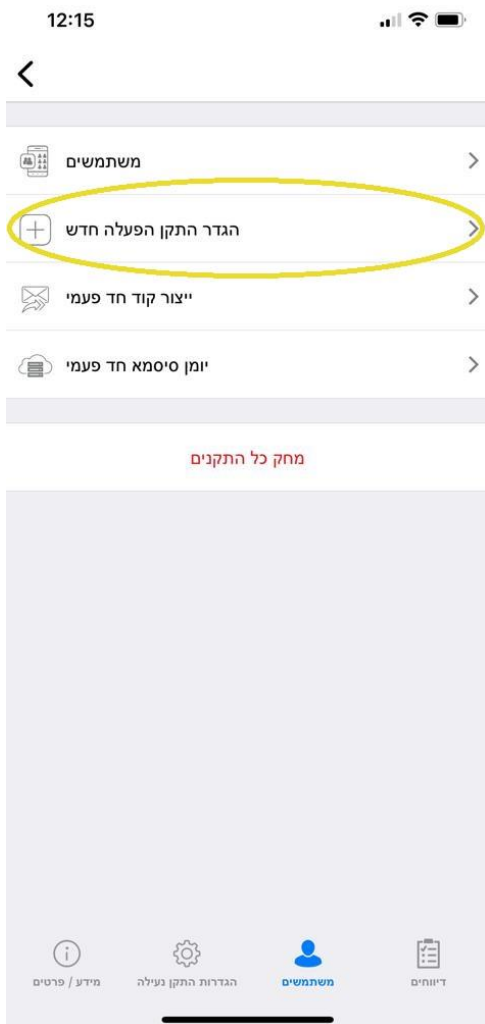 12:15
משתמשים
הגדר התקן הפעלה חדש
ייצור קוד חד פעמי
יומן סיסמא חד פעמי
מחק כל התקנים
דיווחים
משתמשים
הגדרות התקן נעילה
מידע / פרטים